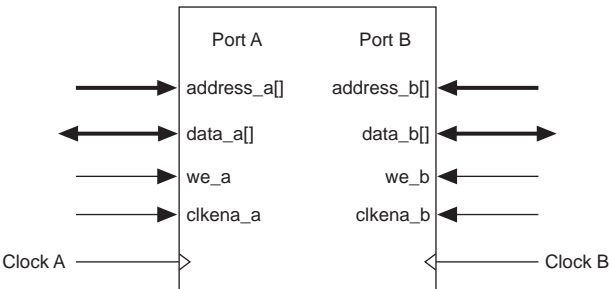 Port A Port B
address_a[] address_b[]
data_a[] data_b[]
we_a we_b
clkena_a clkena_b
Clock A Clock B